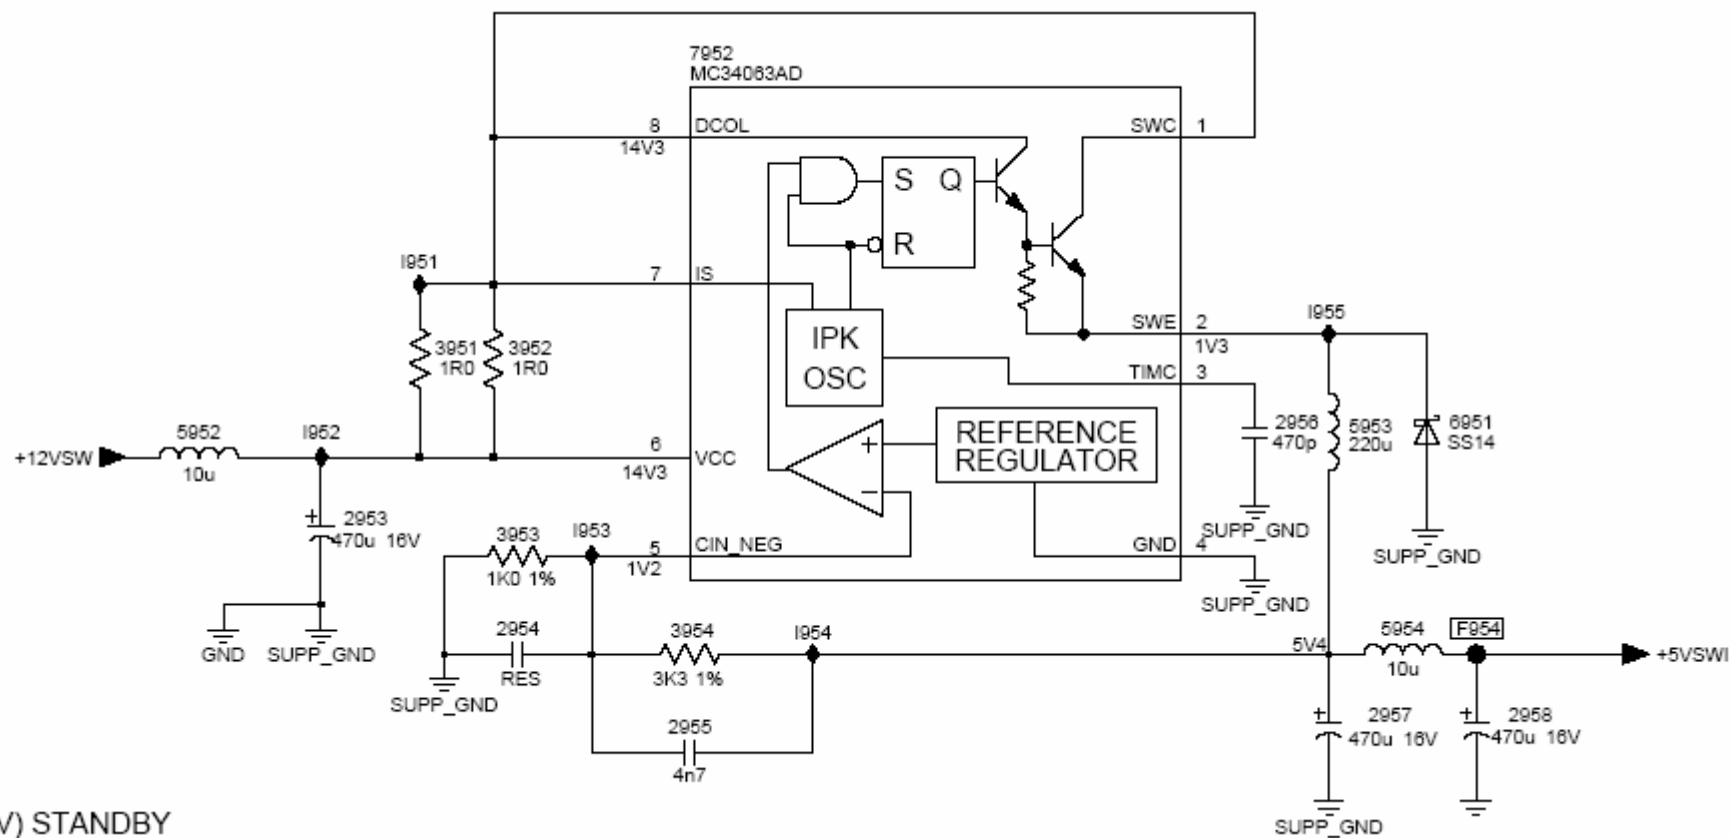 7952
MC34063AD
8
DCOL
SWC
1
14V3
S
Q
R
I951
7
IS
I955
IPK
OSC
SWE
2
1V3
3951
1R0
3952
1R0
TIMC
3
2956
470p
5953
220u
6951
SS14
REFERENCE
REGULATOR
5952
I952
6
+12VSW
VCC
10u
14V3
+
−
SUPP_GND
+
2953
470u 16V
3953
I953
5
CIN_NEG
GND
4
SUPP_GND
1K0 1%
1V2
SUPP_GND
2954
3954
I954
5V4
5954
F954
+5VSWI
GND
SUPP_GND
RES
3K3 1%
10u
SUPP_GND
2955
+
2957
470u 16V
+
2958
470u 16V
4n7
V) STANDBY
SUPP_GND